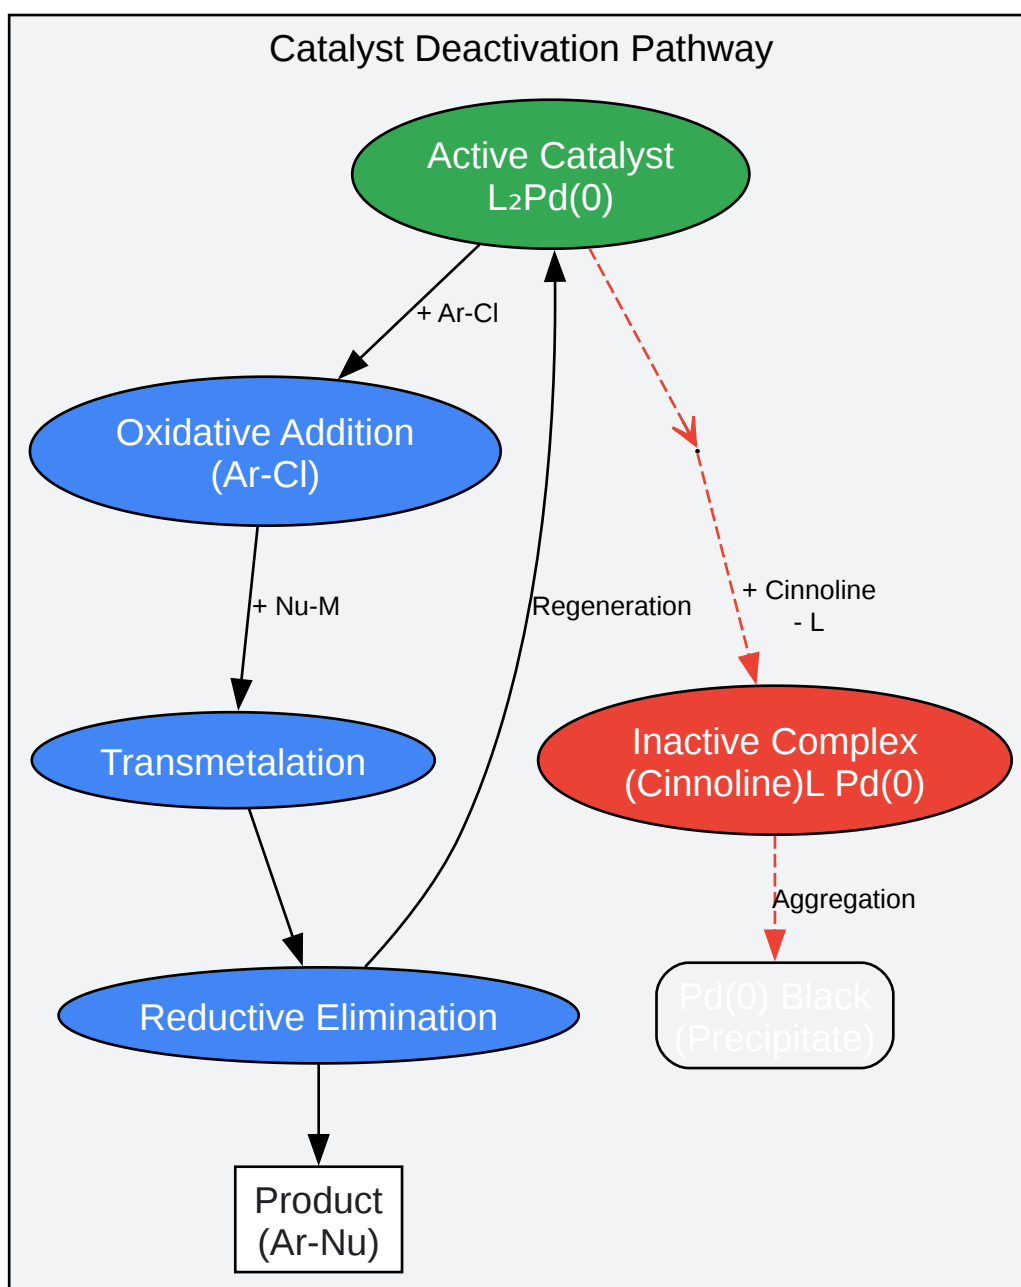 Catalyst Deactivation Pathway
Active Catalyst
L₂Pd(0)
+ Ar-Cl
Oxidative Addition
(Ar-Cl)
+ Nu-M
Regeneration
+ Cinnoline
- L
Transmetalation
Inactive Complex
(Cinnoline)L Pd(0)
Aggregation
Reductive Elimination
Pd(0) Black
(Precipitate)
Product
(Ar-Nu)